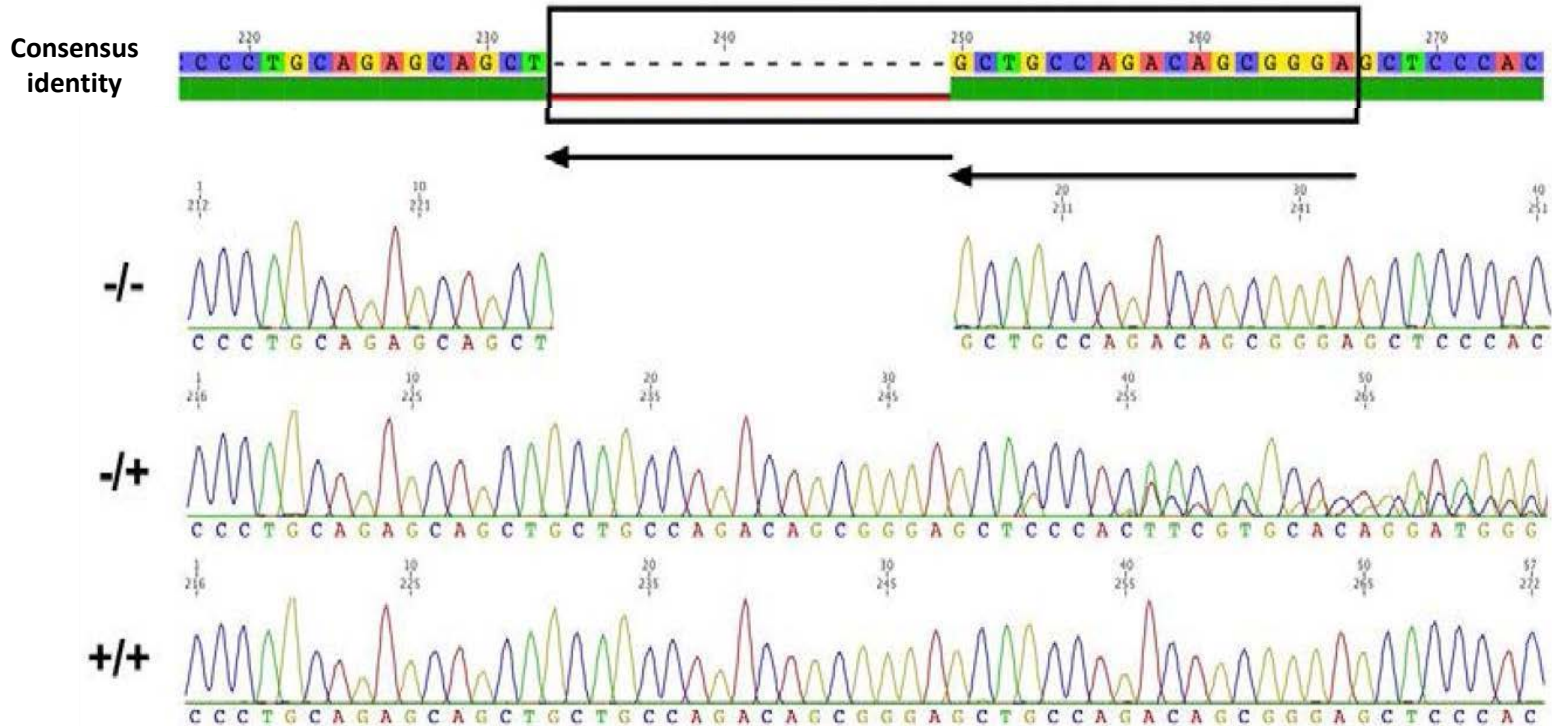 220 230 240 250 260 270
Consensus identity
C C C T G C A G A G C A G C T - - - - - - - - - - - - - - - - - G C T G C C A G A C A G C G G G A G C T C C C A C
1 10 20 30 40
212 221 231 241 251
-/-
C C C T G C A G A G C A G C T G C T G C C A G A C A G C G G G A G C T C C C A C
1 10 20 30 40 50
216 225 235 245 255 265
-/+
C C C T G C A G A G C A G C T G C T G C C A G A C A G C G G G A G C T C C C A C T T C G T G C A C A G G A T G G G
1 10 20 30 40 50 57
216 225 235 245 255 265 272
+/+
C C C T G C A G A G C A G C T G C T G C C A G A C A G C G G G A G C T G C C A G A C A G C G G G A G C T C C C A C